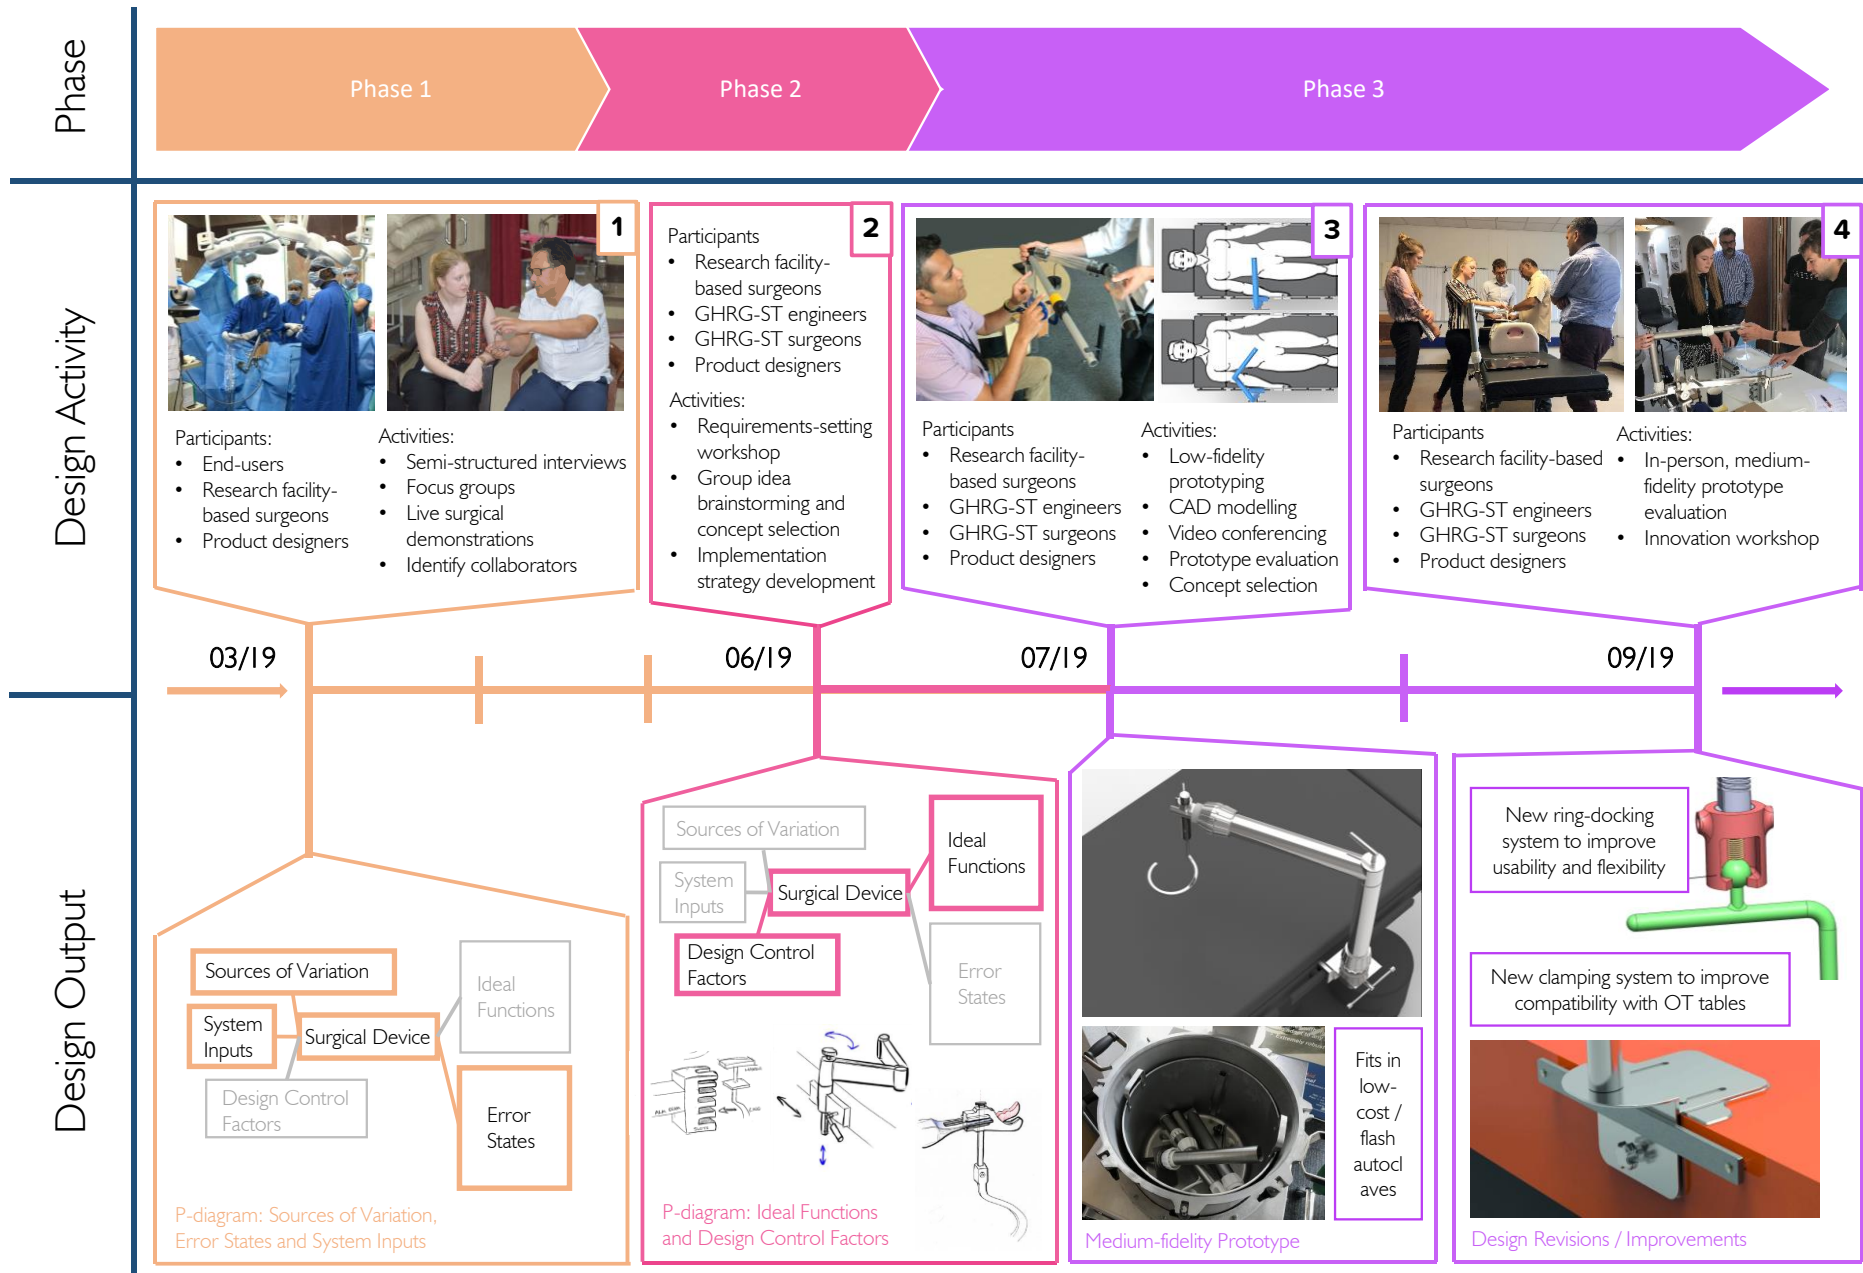 Phase
Phase 1
Phase 2
Phase 3
Design Activity
1
Participants:
• End-users
• Research facility-
based surgeons
• Product designers
Activities:
• Semi-structured interviews
• Focus groups
• Live surgical
demonstrations
• Identify collaborators
2
Participants
• Research facility-
based surgeons
• GHRG-ST engineers
• GHRG-ST surgeons
• Product designers
Activities:
• Requirements-setting
workshop
• Group idea
brainstorming and
concept selection
• Implementation
strategy development
3
Participants
• Research facility-
based surgeons
• GHRG-ST engineers
• GHRG-ST surgeons
• Product designers
Activities:
• Low-fidelity
prototyping
• CAD modelling
• Video conferencing
• Prototype evaluation
• Concept selection
4
Participants
• Research facility-based
surgeons
• GHRG-ST engineers
• GHRG-ST surgeons
• Product designers
Activities:
• In-person, medium-
fidelity prototype
evaluation
• Innovation workshop
03/19
06/19
07/19
09/19
Design Output
Sources of Variation
System
Inputs
Surgical Device
Design Control
Factors
Ideal
Functions
Error
States
P-diagram: Sources of Variation,
Error States and System Inputs
Sources of Variation
System
Inputs
Surgical Device
Design Control
Factors
Ideal
Functions
Error
States
P-diagram: Ideal Functions
and Design Control Factors
Fits in
low-
cost /
flash
autocl
aves
Medium-fidelity Prototype
New ring-docking
system to improve
usability and flexibility
New clamping system to improve
compatibility with OT tables
Design Revisions / Improvements